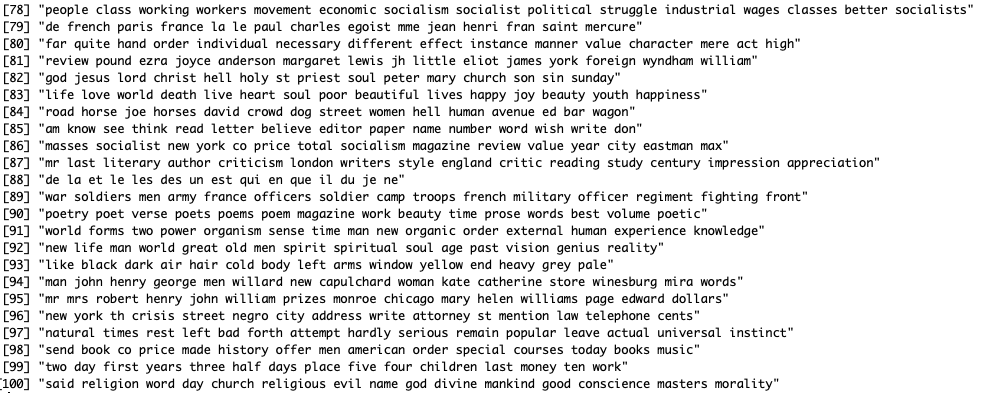 [78] "people class working workers movement economic socialism socialist political struggle industrial wages classes better socialists"
[79] "de french paris france la le paul charles egoist mme jean henri fran saint mercure"
[80] "far quite hand order individual necessary different effect instance manner value character mere act high"
[81] "review pound ezra joyce anderson margaret lewis jh little eliot james york foreign wyndham william"
[82] "god jesus lord christ hell holy st priest soul peter mary church son sin sunday"
[83] "life love world death live heart soul poor beautiful lives happy joy beauty youth happiness"
[84] "road horse joe horses david crowd dog street women hell human avenue ed bar wagon"
[85] "am know see think read letter believe editor paper name number word wish write don"
[86] "masses socialist new york co price total socialism magazine review value year city eastman max"
[87] "mr last literary author criticism london writers style england critic reading study century impression appreciation"
[88] "de la et le les des un est qui en que il du je ne"
[89] "war soldiers men army france officers soldier camp troops french military officer regiment fighting front"
[90] "poetry poet verse poets poems poem magazine work beauty time prose words best volume poetic"
[91] "world forms two power organism sense time man new organic order external human experience knowledge"
[92] "new life man world great old men spirit spiritual soul age past vision genius reality"
[93] "like black dark air hair cold body left arms window yellow end heavy grey pale"
[94] "man john henry george men willard new capulchard woman kate catherine store winesburg mira words"
[95] "mr mrs robert henry john william prizes monroe chicago mary helen williams page edward dollars"
[96] "new york th crisis street negro city address write attorney st mention law telephone cents"
[97] "natural times rest left bad forth attempt hardly serious remain popular leave actual universal instinct"
[98] "send book co price made history offer men american order special courses today books music"
[99] "two day first years three half days place five four children last money ten work"
[100] "said religion word day church religious evil name god divine mankind good conscience masters morality"